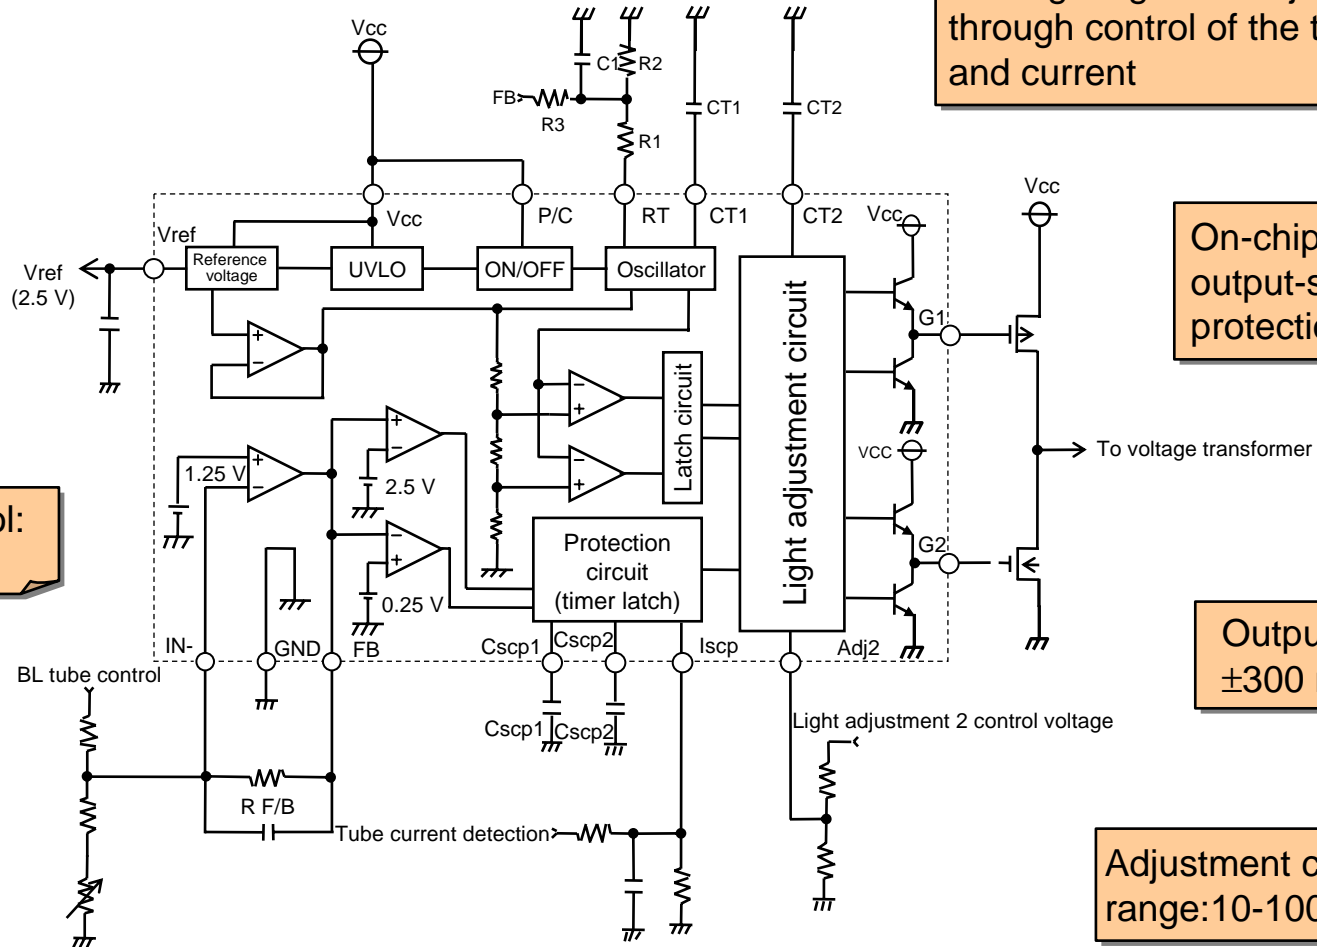 through control of the
and current
Vcc
C1
R2
FB
R3
R1
CT1
CT2
Vcc
P/C
RT
CT1
CT2
Vcc
Vcc
Vref
Reference
voltage
UVLO
ON/OFF
Oscillator
Vref
(2.5 V)
On-chip
output-s
protectio
+
−
G1
Light adjustment circuit
Latch circuit
−
+
−
+
To voltage transformer
VCC
+
−
1.25 V
+
−
2.5 V
ol:
−
+
0.25 V
Protection
circuit
(timer latch)
G2
IN-
GND
FB
Cscp1
Cscp2
Iscp
Adj2
Outpu
±300
BL tube control
Cscp1
Cscp2
Light adjustment 2 control voltage
R F/B
Tube current detection
Adjustment c
range:10-100